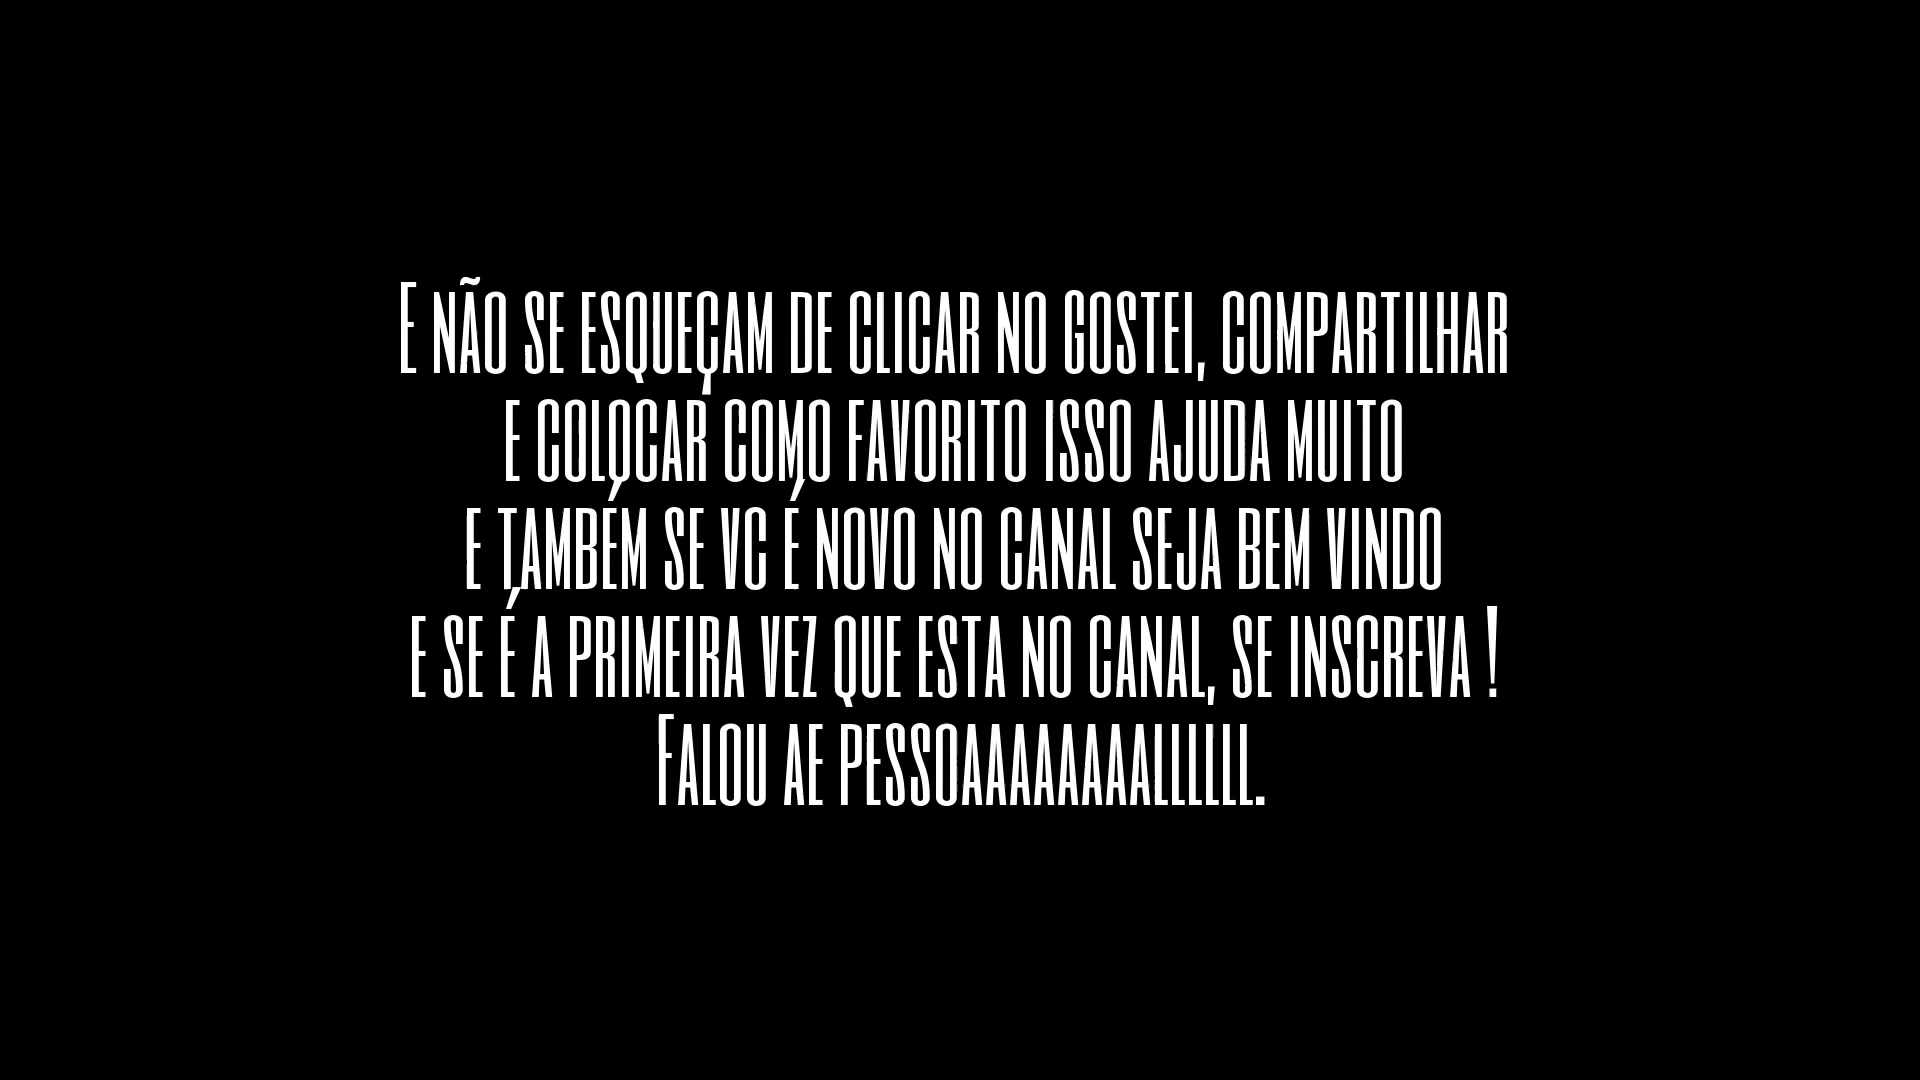 E não se esqueçam de clicar no Gostei, compartilhar
e colocar como favorito isso ajuda muito
e também se vc é novo no canal seja bem vindo
e se é a primeira vez que esta no canal, se inscreva !
Falou ae pessoaaaaaaaallllll.